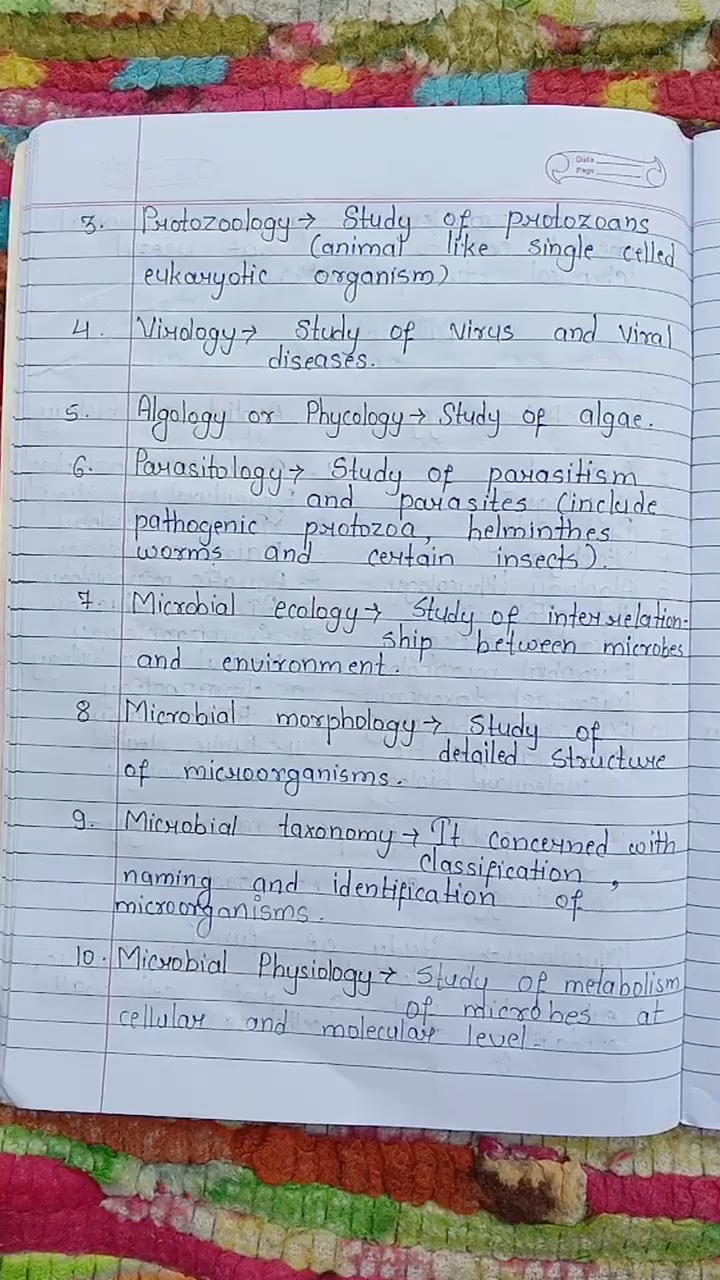 Date
Page
3. Protozoology → Study of protozoans
(animal like single celled
eukaryotic organism)
4. Virology → Study of virus and viral
diseases.
5. Algology or Phycology → Study of algae.
6. Parasitology → Study of parasitism
and parasites (include
pathogenic protozoa, helminthes
worms and certain insects).
7. Microbial ecology → Study of interrelation-
ship between microbes
and environment.
8 Microbial morphology → Study of
detailed structure
of microorganisms.
9. Microbial taxonomy → It concerned with
classification,
naming and identification of
microorganisms.
10. Microbial Physiology → Study of metabolism
of microbes at
cellular and molecular level.